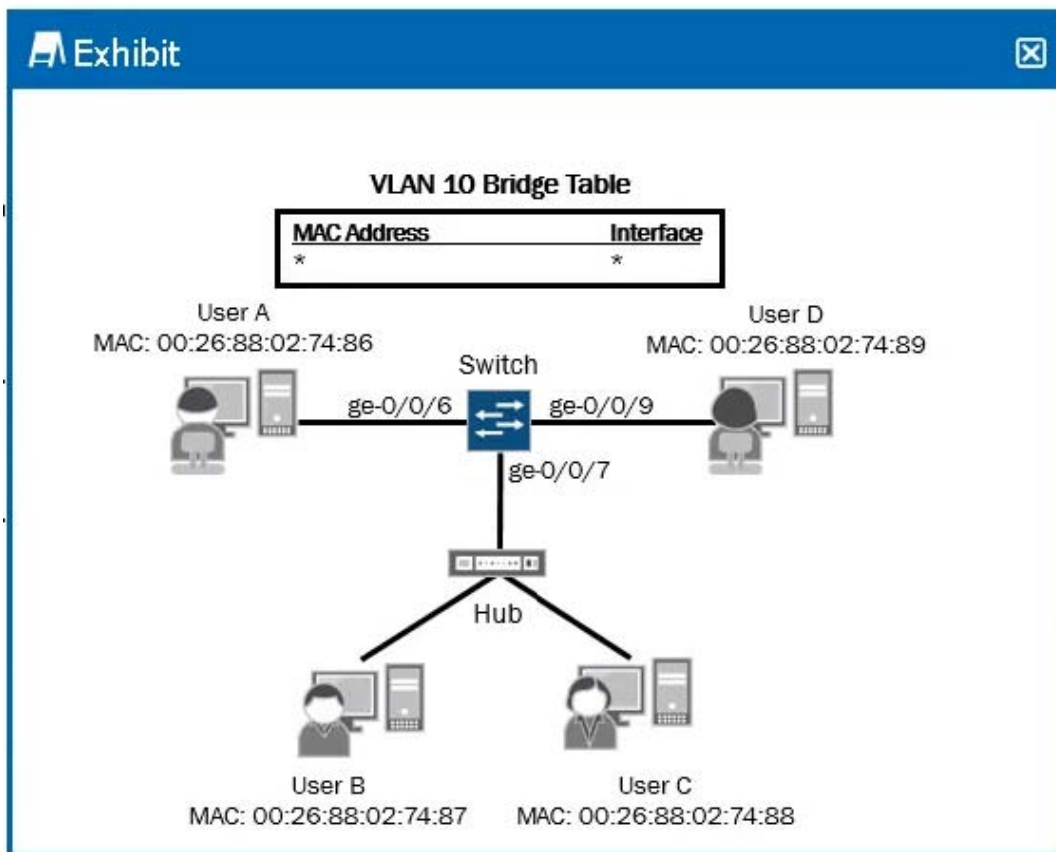 Exhibit
VLAN 10 Bridge Table
MAC Address Interface
* *
User A
MAC: 00:26:88:02:74:86
User D
MAC: 00:26:88:02:74:89
Switch
ge-0/0/6 ge-0/0/9
ge-0/0/7
Hub
User B
MAC: 00:26:88:02:74:87
User C
MAC: 00:26:88:02:74:88